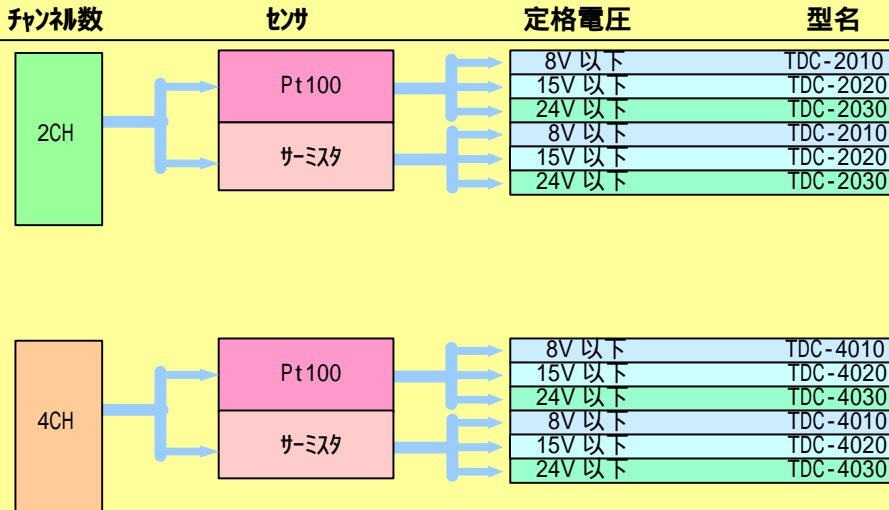 ﾁｬﾝﾈﾙ数 ｾﾝｻ 定格電圧 型名
2CH
Pt100
8V 以下 TDC-2010
15V 以下 TDC-2020
24V 以下 TDC-2030
ｻｰﾐｽﾀ
8V 以下 TDC-2010
15V 以下 TDC-2020
24V 以下 TDC-2030
4CH
Pt100
8V 以下 TDC-4010
15V 以下 TDC-4020
24V 以下 TDC-4030
ｻｰﾐｽﾀ
8V 以下 TDC-4010
15V 以下 TDC-4020
24V 以下 TDC-4030